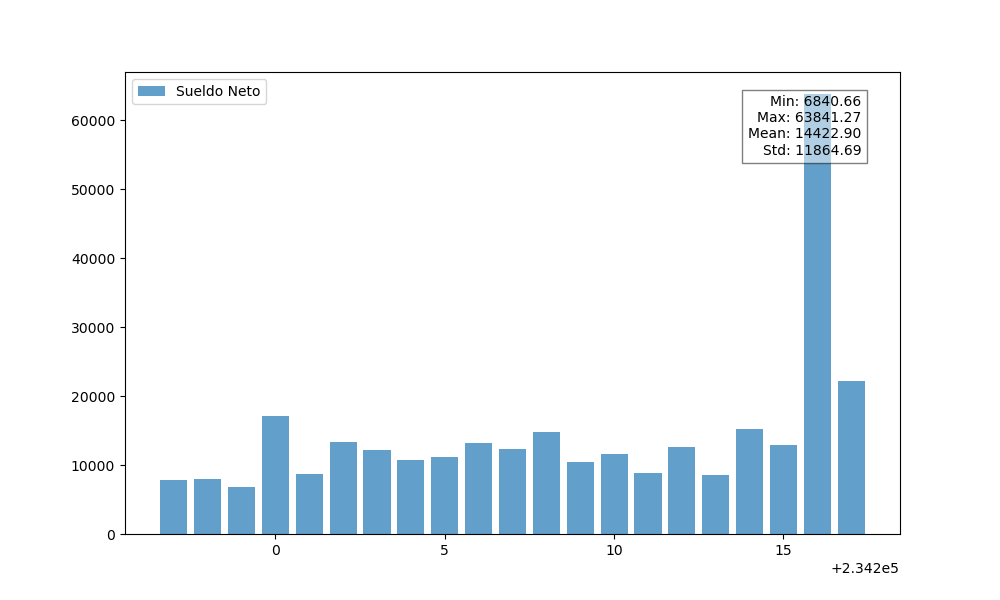 Sueldo Neto
Min: 6840.66
Max: 63841.27
Mean: 14422.90
Std: 11864.69
60000
50000
40000
30000
20000
10000
0
0 5 10 15
+2.342e5